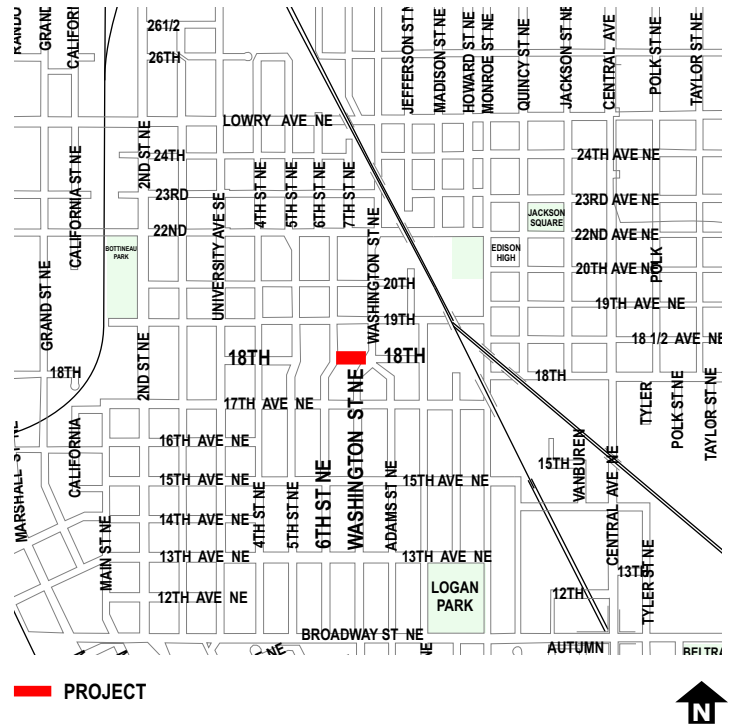 RANDO
GRAND
CALIFORI
261/2
26TH
JEFFERSON ST N
MADISON ST NE
HOWARD ST NE
MONROE ST NE
QUINCY ST NE
JACKSON ST NE
CENTRAL AVE
POLK ST NE
TAYLOR ST NE
LOWRY AVE NE
24TH
23RD
22ND
2ND ST NE
CALIFORNIA ST NE
UNIVERSITY AVE SE
4TH ST NE
5TH ST NE
6TH ST NE
7TH ST NE
WASHINGTON ST NE
24TH AVE NE
23RD AVE NE
22ND AVE NE
20TH AVE NE
POLK
19TH AVE NE
18 1/2 AVE NE
JACKSON
SQUARE
EDISON
HIGH
BOTTINEAU
PARK
GRAND ST NE
20TH
19TH
18TH
18TH
18TH
18TH
2ND ST NE
17TH AVE NE
16TH AVE NE
15TH AVE NE
14TH AVE NE
13TH AVE NE
12TH AVE NE
MARSHALL ST NE
CALIFORNIA
MAIN ST NE
4TH ST NE
5TH ST NE
6TH ST NE
WASHINGTON ST NE
ADAMS ST NE
15TH AVE NE
13TH AVE NE
LOGAN
PARK
15TH
VANBUREN
CENTRAL AVE NE
TYLER
POLK ST NE
TAYLOR ST NE
13TH
12TH
TYLER ST NE
BROADWAY ST NE
NE
NE
AUTUMN
BELTRA
PROJECT
N